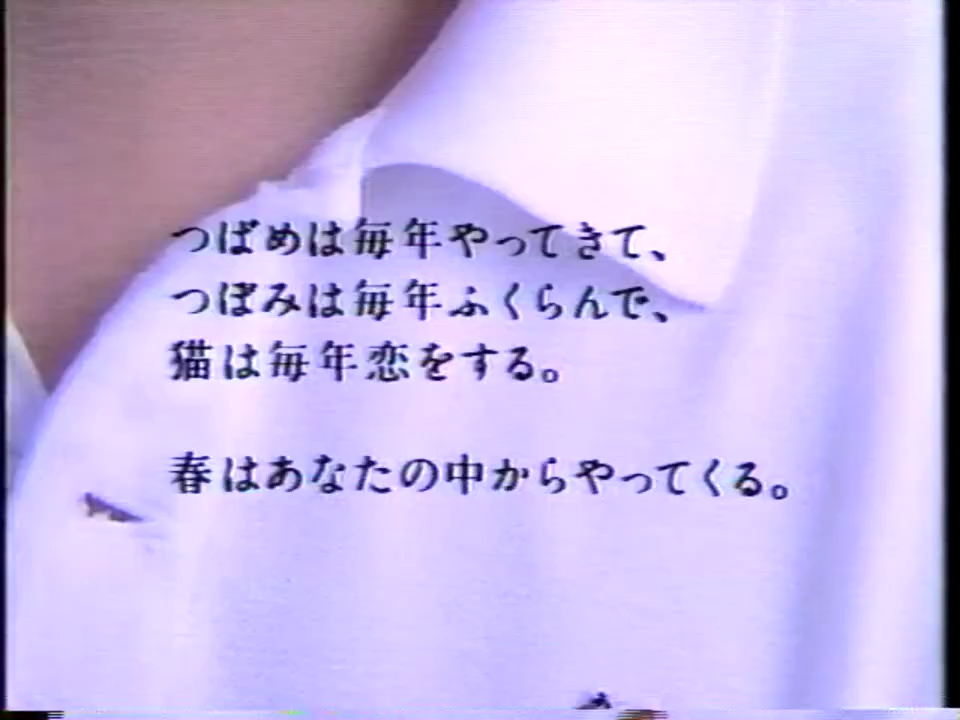 つばめは毎年やってきて、
つぼみは毎年ふくらんで、
猫は毎年恋をする。
春はあなたの中からやってくる。